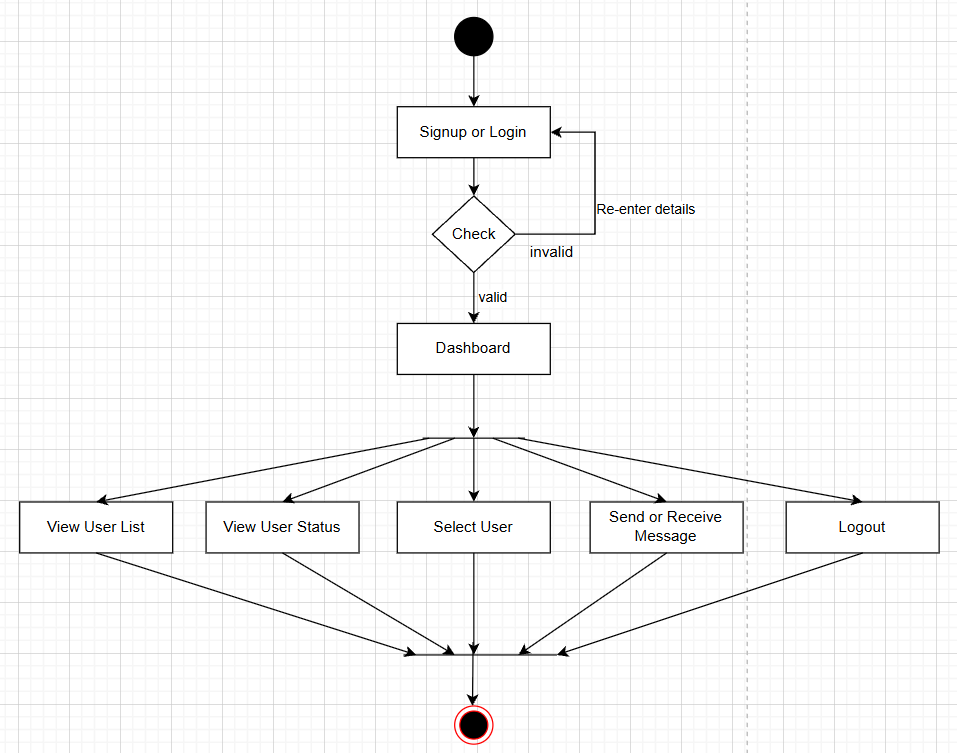 Signup or Login
Check
Re-enter details
invalid
valid
Dashboard
View User List
View User Status
Select User
Send or Receive
Message
Logout